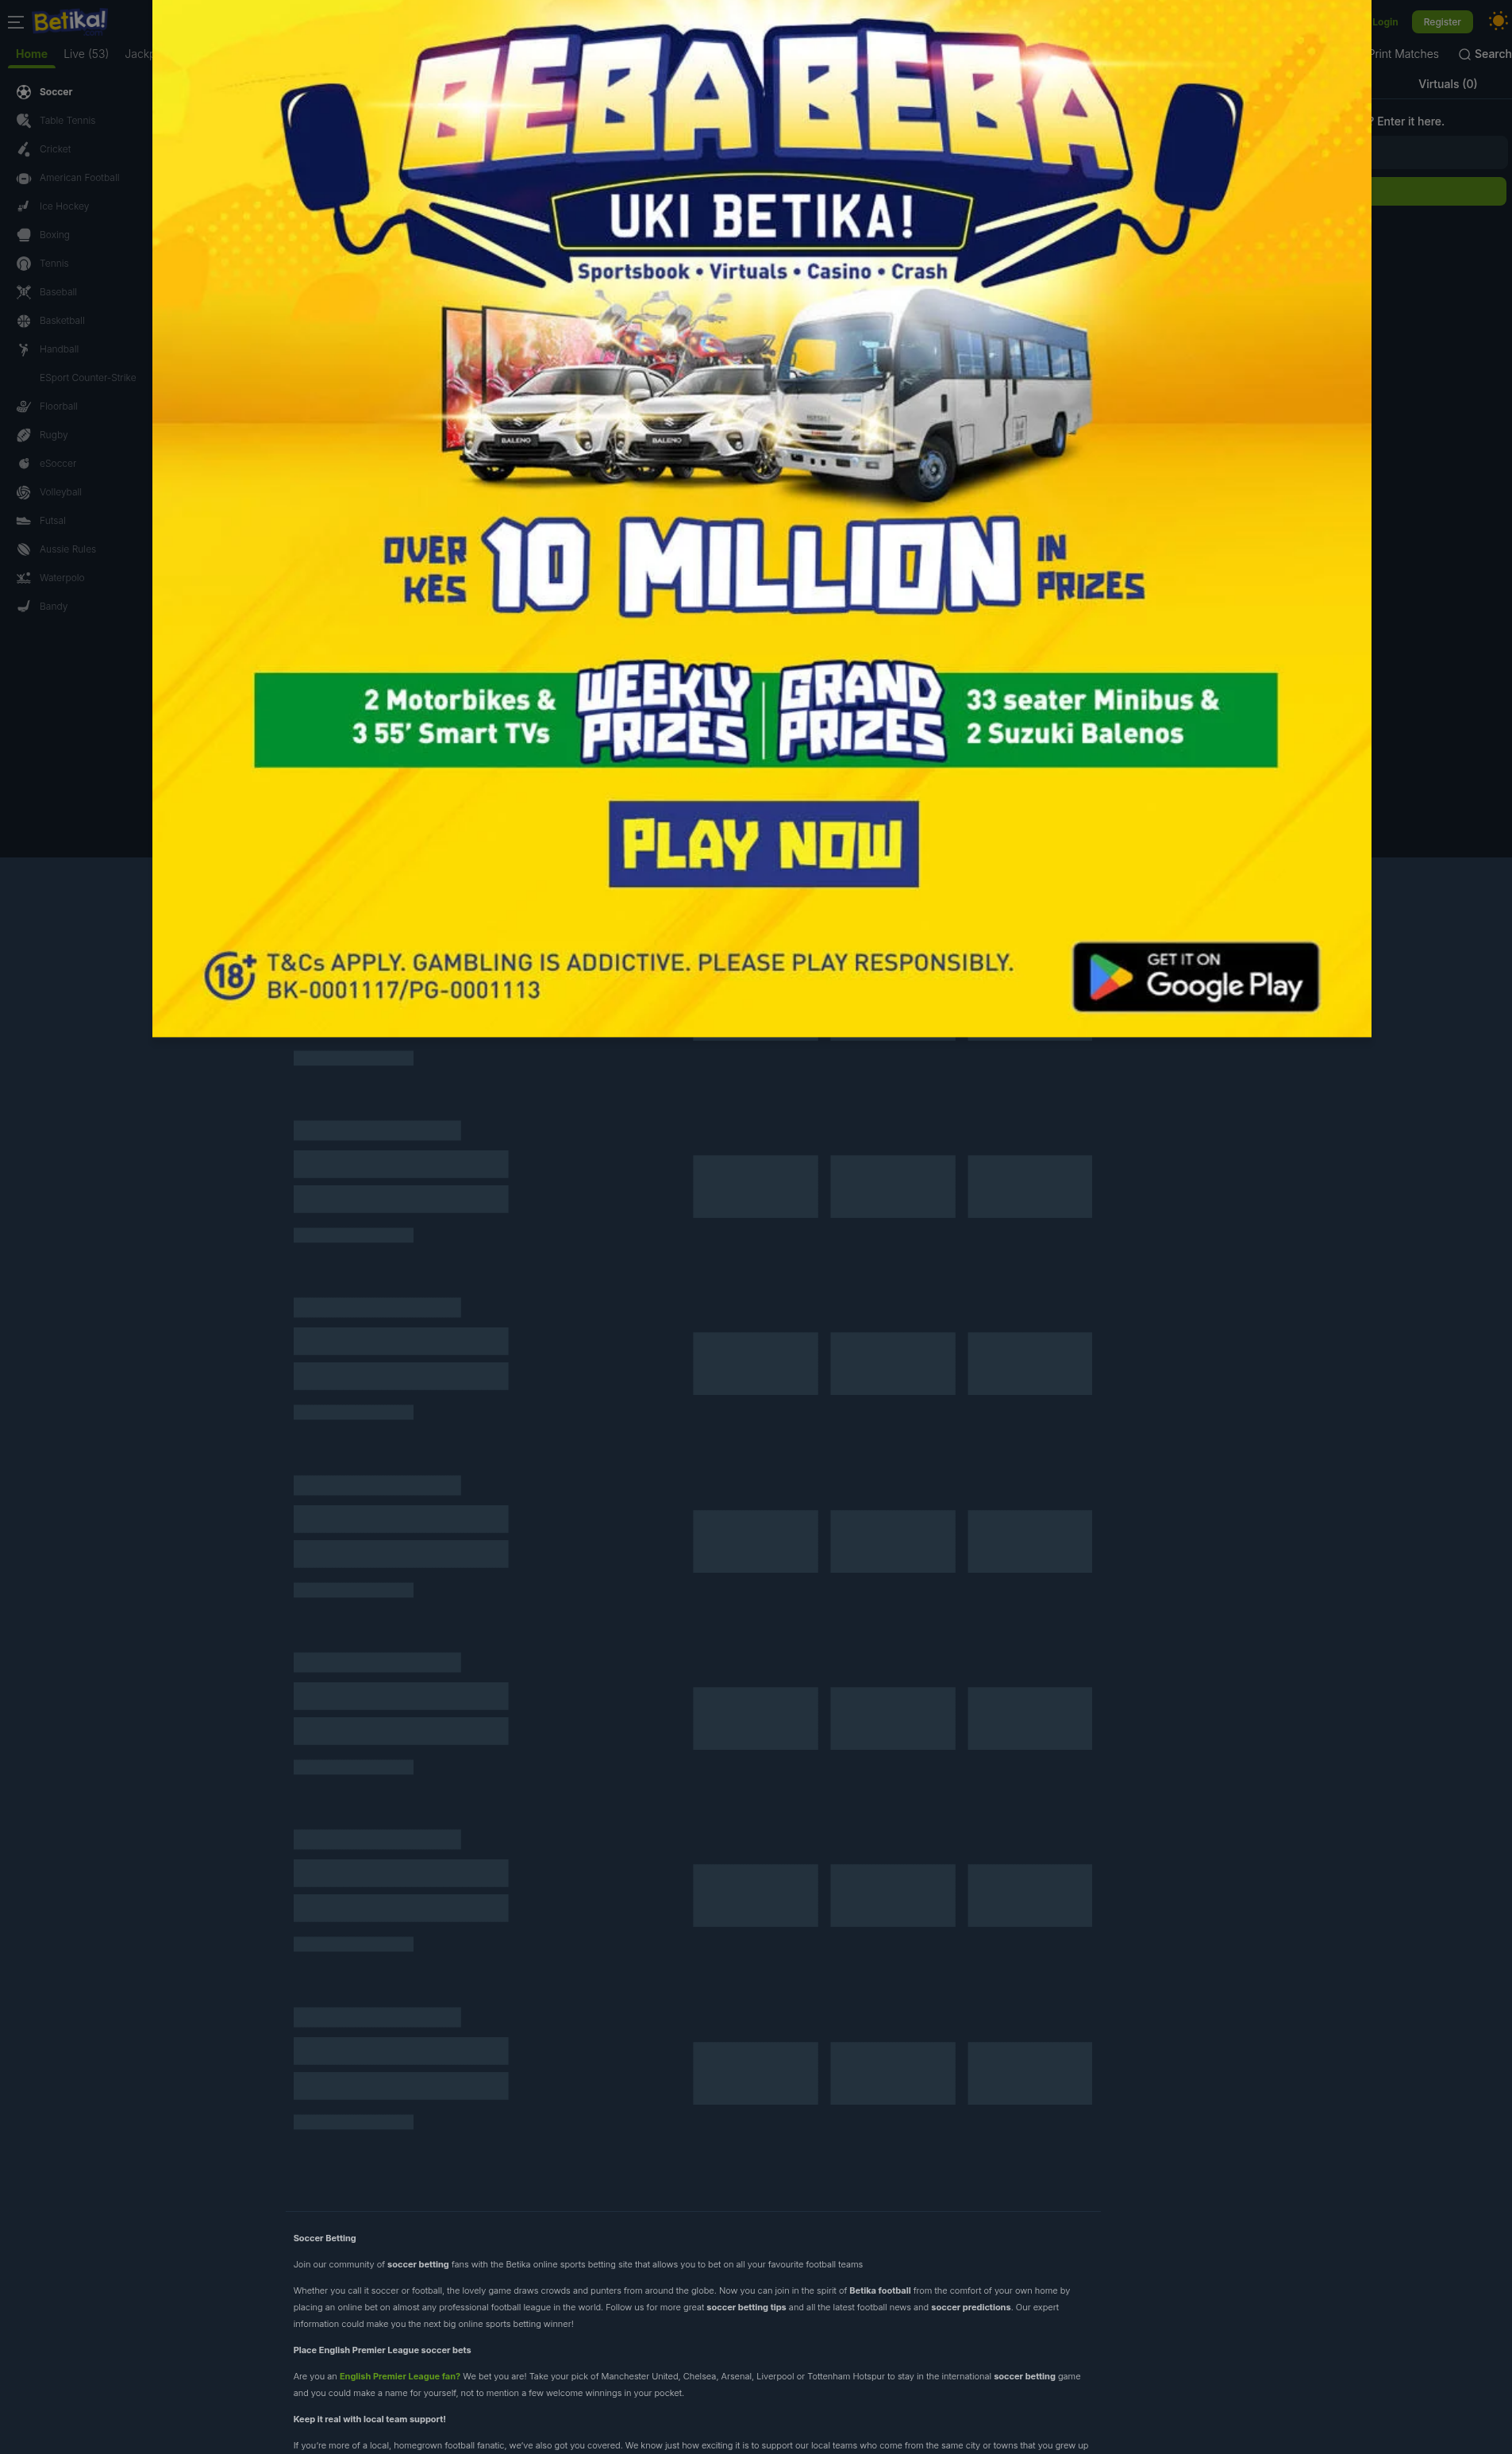 Betika!
Login
Register
Home
Live (53)
Print Matches
Search
Virtuals (0)
? Enter it here.
Soccer
Table Tennis
Cricket
American Football
Ice Hockey
Boxing
Tennis
Baseball
Basketball
Handball
ESport Counter-Strike
Floorball
Rugby
eSoccer
Volleyball
Futsal
Aussie Rules
Waterpolo
Bandy
BEBA BEBA
UKI BETIKA!
Sportsbook • Virtuals • Casino • Crash
BALENO
BALENO
OVER KES 10 MILLION IN PRIZES
2 Motorbikes &
3 55' Smart TVs
WEEKLY PRIZES
GRAND PRIZES
33 seater Minibus &
2 Suzuki Balenos
PLAY NOW
18+
T&Cs APPLY. GAMBLING IS ADDICTIVE. PLEASE PLAY RESPONSIBLY.
BK-0001117/PG-0001113
GET IT ON
Google Play
Soccer Betting
Join our community of soccer betting fans with the Betika online sports betting site that allows you to bet on all your favourite football teams
Whether you call it soccer or football, the lovely game draws crowds and punters from around the globe. Now you can join in the spirit of Betika football from the comfort of your own home by
placing an online bet on almost any professional football league in the world. Follow us for more great soccer betting tips and all the latest football news and soccer predictions. Our expert
information could make you the next big online sports betting winner!
Place English Premier League soccer bets
Are you an English Premier League fan? We bet you are! Take your pick of Manchester United, Chelsea, Arsenal, Liverpool or Tottenham Hotspur to stay in the international soccer betting game
and you could make a name for yourself, not to mention a few welcome winnings in your pocket.
Keep it real with local team support!
If you're more of a local, homegrown football fanatic, we've also got you covered. We know just how exciting it is to support our local teams who come from the same city or towns that you grew up